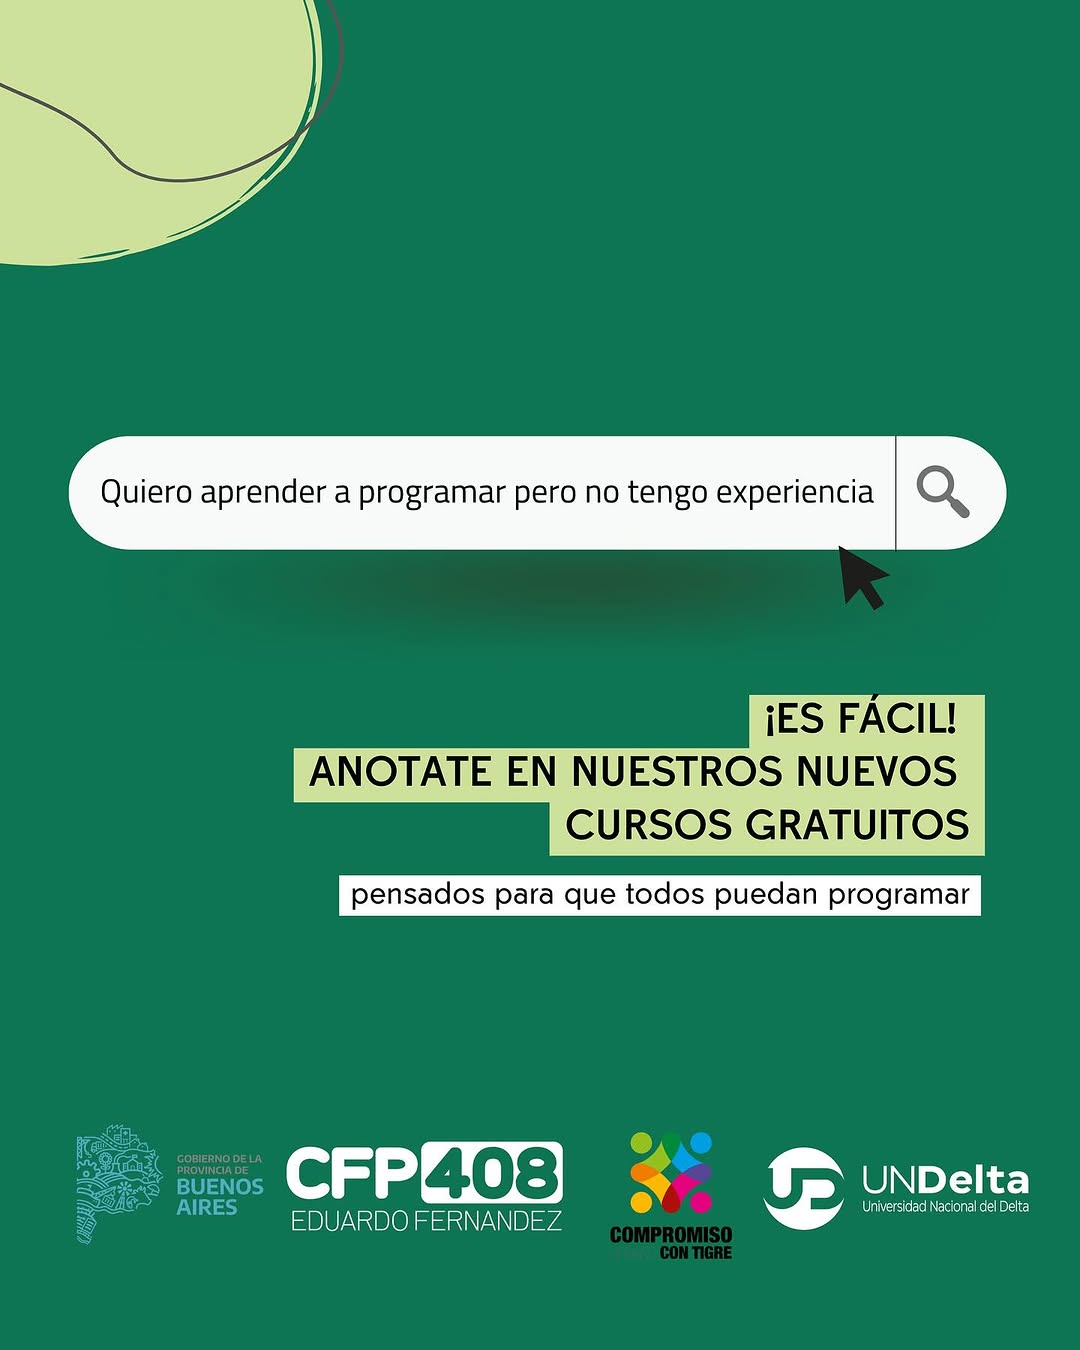 Quiero aprender a programar pero no tengo experiencia
¡ES FÁCIL!
ANOTATE EN NUESTROS NUEVOS
CURSOS GRATUITOS
pensados para que todos puedan programar
GOBIERNO DE LA
PROVINCIA DE
BUENOS
AIRES
CFP408
EDUARDO FERNANDEZ
COMPROMISO
CON TIGRE
UNDelta
Universidad Nacional del Delta